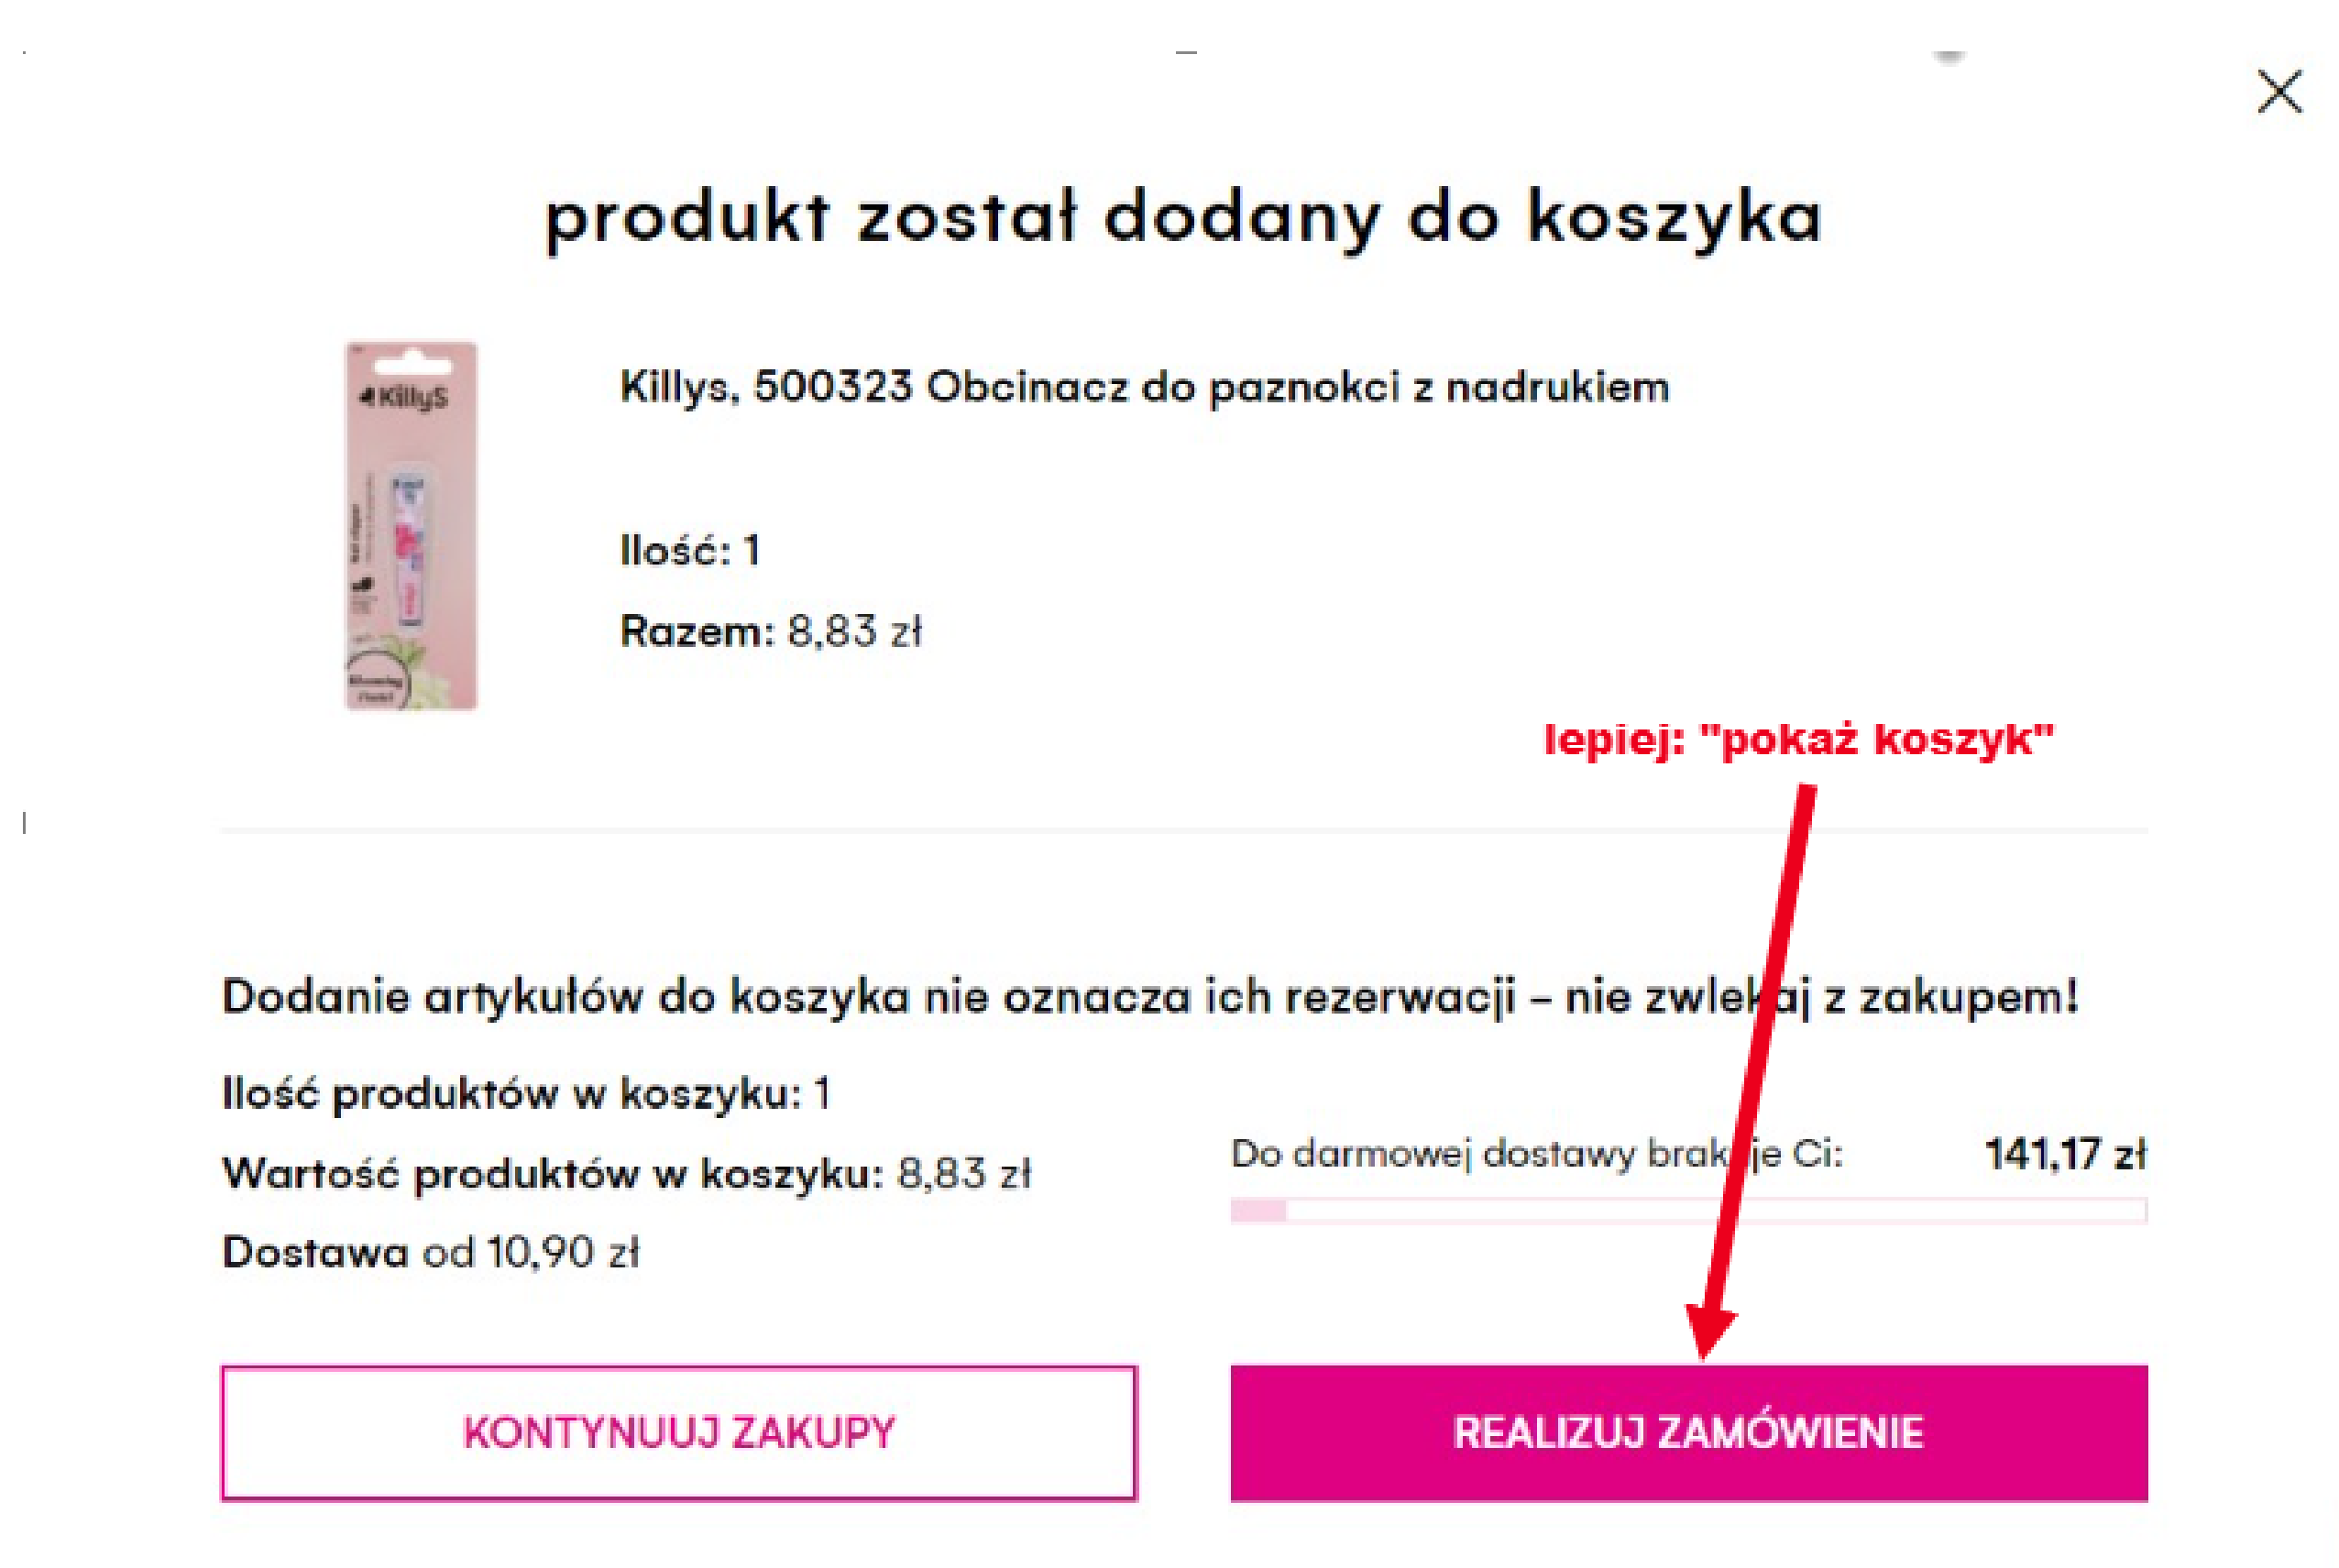 produkt został dodany do koszyka
KillyS
Killys, 500323 Obcinacz do paznokci z nadrukiem
Ilość: 1
Razem: 8,83 zł
lepiej: "pokaż koszyk"
Dodanie artykułów do koszyka nie oznacza ich rezerwacji – nie zwlekaj z zakupem!
Ilość produktów w koszyku: 1
Wartość produktów w koszyku: 8,83 zł
Dostawa od 10,90 zł
Do darmowej dostawy brakuje Ci: 141,17 zł
KONTYNUUJ ZAKUPY
REALIZUJ ZAMÓWIENIE